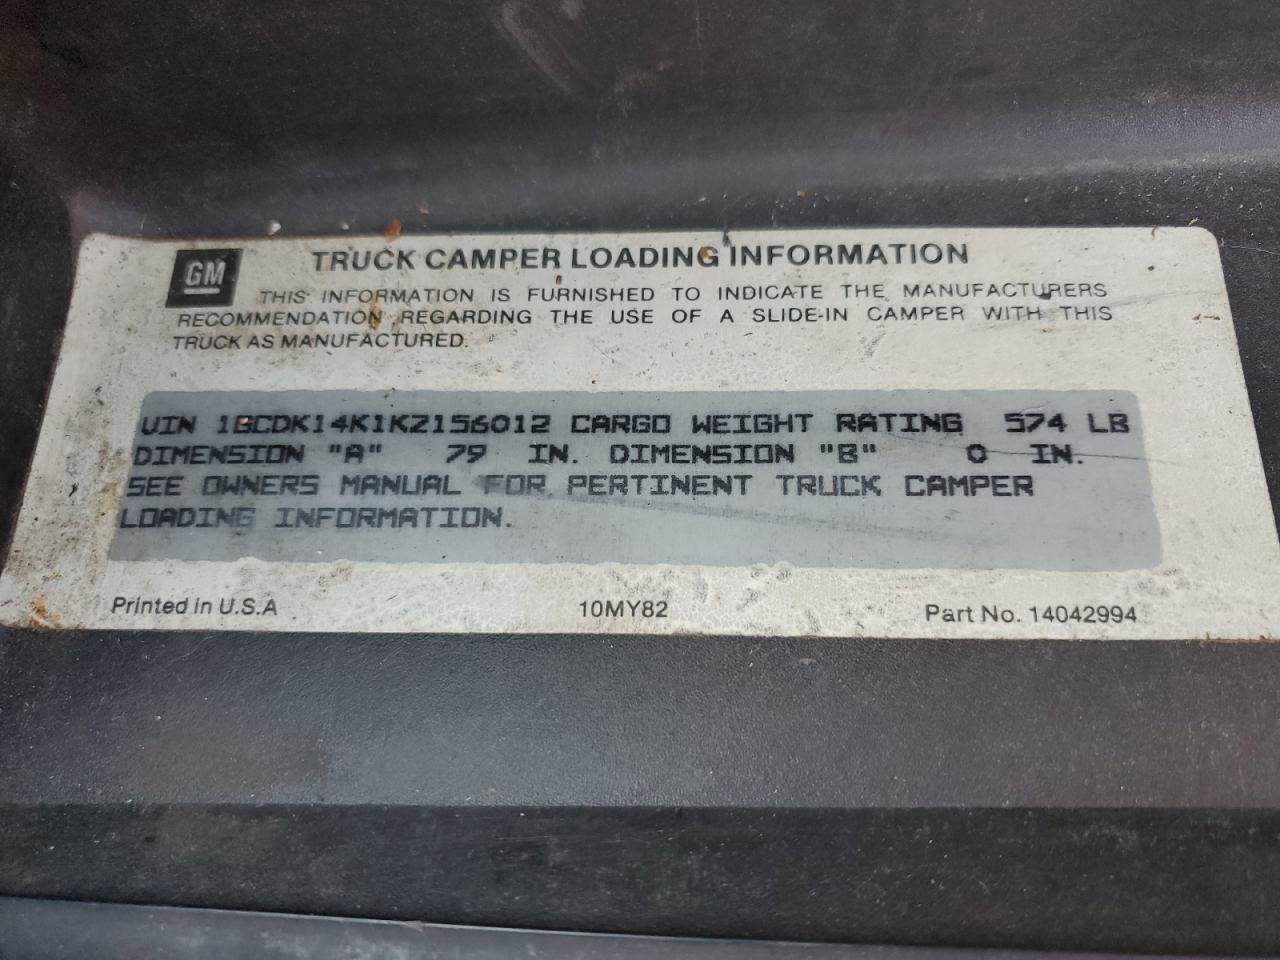 GM
TRUCK CAMPER LOADING INFORMATION
THIS INFORMATION IS FURNISHED TO INDICATE THE MANUFACTURERS
RECOMMENDATION REGARDING THE USE OF A SLIDE-IN CAMPER WITH THIS
TRUCK AS MANUFACTURED.
VIN 1GCDK14K1KZ156012 CARGO WEIGHT RATING 574 LB
DIMENSION "A" 79 IN. DIMENSION "B" 0 IN.
SEE OWNERS MANUAL FOR PERTINENT TRUCK CAMPER
LOADING INFORMATION.
Printed in U.S.A 10MY82 Part No. 14042994